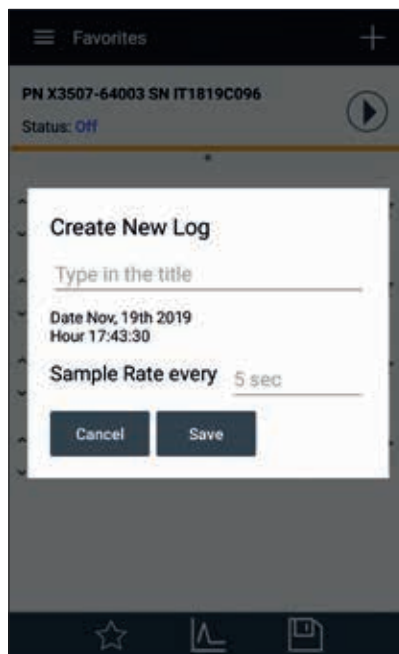 Favorites
PN X3507-64003 SN IT1819C096
Status: Off
Create New Log
Type in the title
Date Nov, 19th 2019
Hour 17:43:30
Sample Rate every 5 sec
Cancel Save